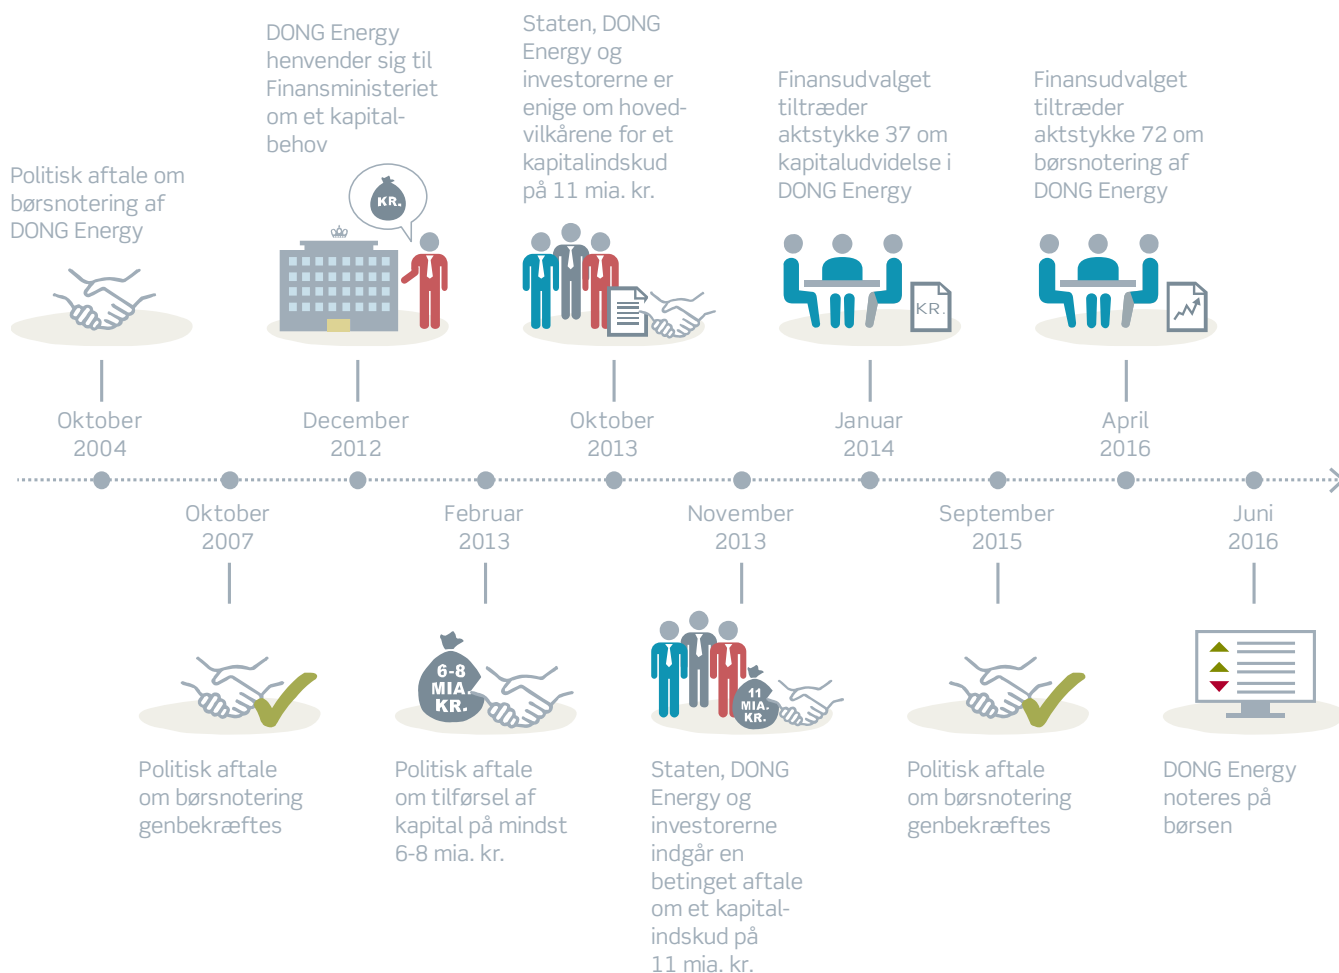 Politisk aftale om
børsnotering af
DONG Energy
Oktober
2004
Oktober
2007
Politisk aftale
om børsnotering
genbekræftes
DONG Energy
henvender sig til
Finansministeriet
om et kapital-
behov
KR.
December
2012
Februar
2013
6-8
MIA.
KR.
Politisk aftale
om tilførsel af
kapital på mindst
6-8 mia. kr.
Staten, DONG
Energy og
investorerne er
enige om hoved-
vilkårene for et
kapitalindskud
på 11 mia. kr.
Oktober
2013
November
2013
11
MIA.
KR.
Staten, DONG
Energy og
investorerne
indgår en
betinget aftale
om et kapital-
indskud på
11 mia. kr.
Finansudvalget
tiltræder
aktstykke 37 om
kapitaludvidelse i
DONG Energy
KR.
Januar
2014
September
2015
Politisk aftale
om børsnotering
genbekræftes
Finansudvalget
tiltræder
aktstykke 72 om
børsnotering af
DONG Energy
April
2016
Juni
2016
DONG Energy
noteres på
børsen